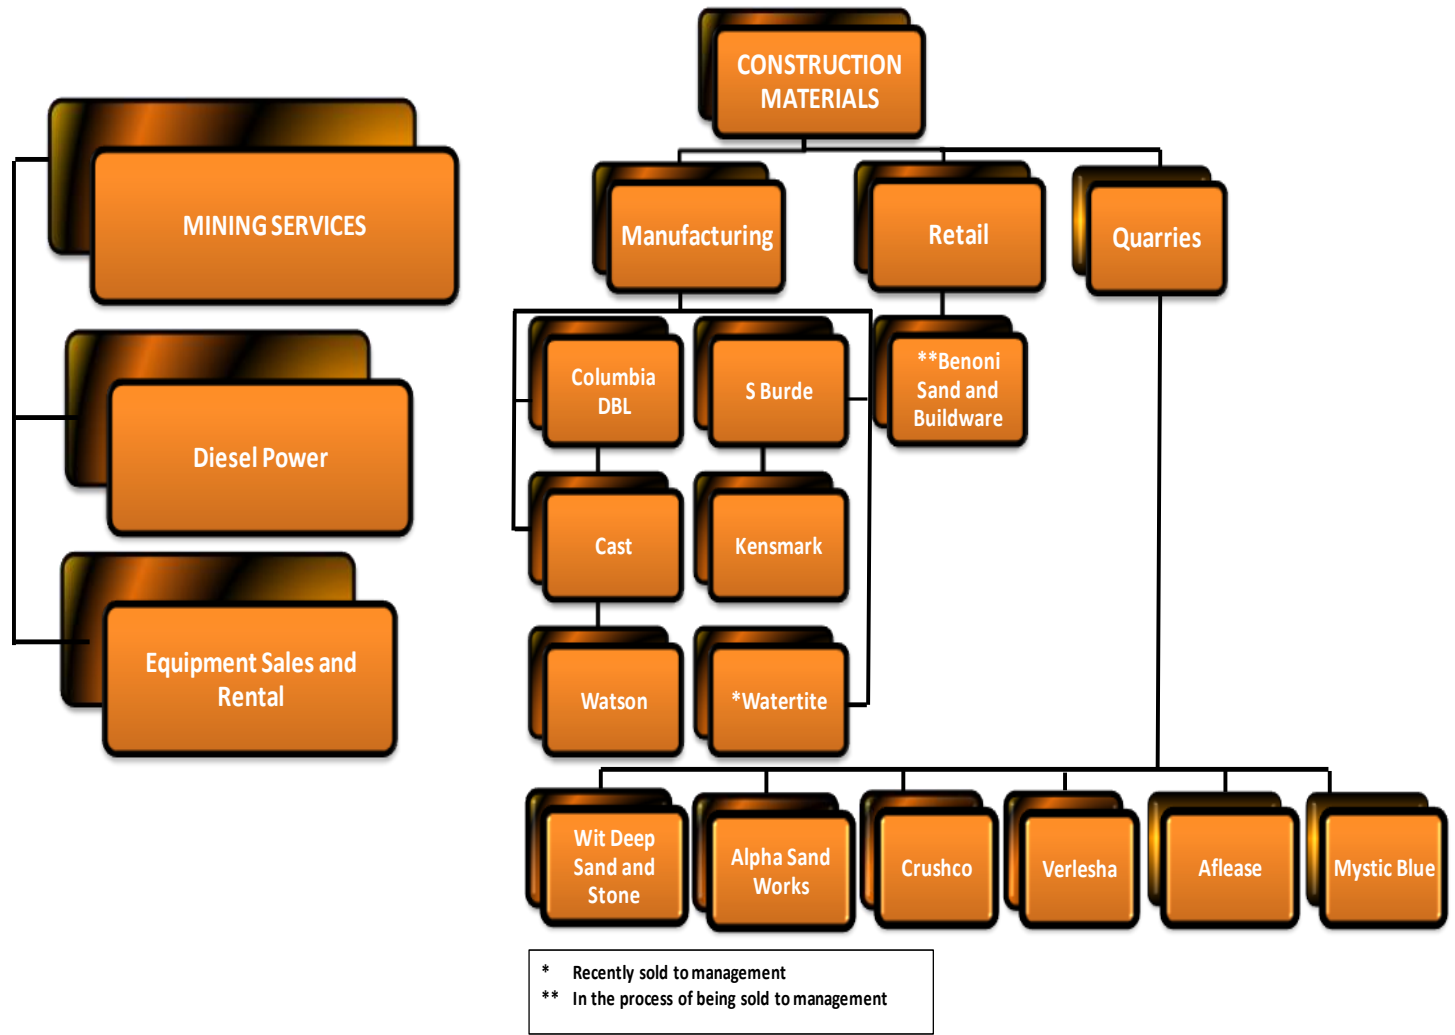 CONSTRUCTION
MATERIALS
MINING SERVICES
Manufacturing
Retail
Quarries
Diesel Power
Columbia
DBL
S Burde
**Benoni
Sand and
Buildware
Cast
Kensmark
Equipment Sales and
Rental
Watson
*Watertite
Wit Deep
Sand and
Stone
Alpha Sand
Works
Crushco
Verlesha
Aflease
Mystic Blue
* Recently sold to management
** In the process of being sold to management